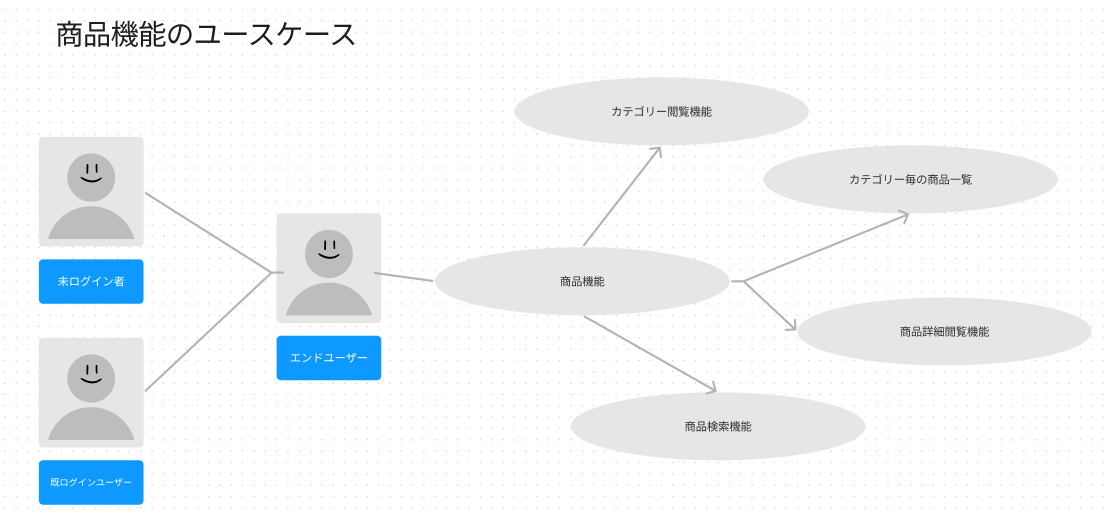 商品機能のユースケース
カテゴリー閲覧機能
カテゴリー毎の商品一覧
未ログイン者
商品機能
エンドユーザー
商品詳細閲覧機能
商品検索機能
既ログインユーザー